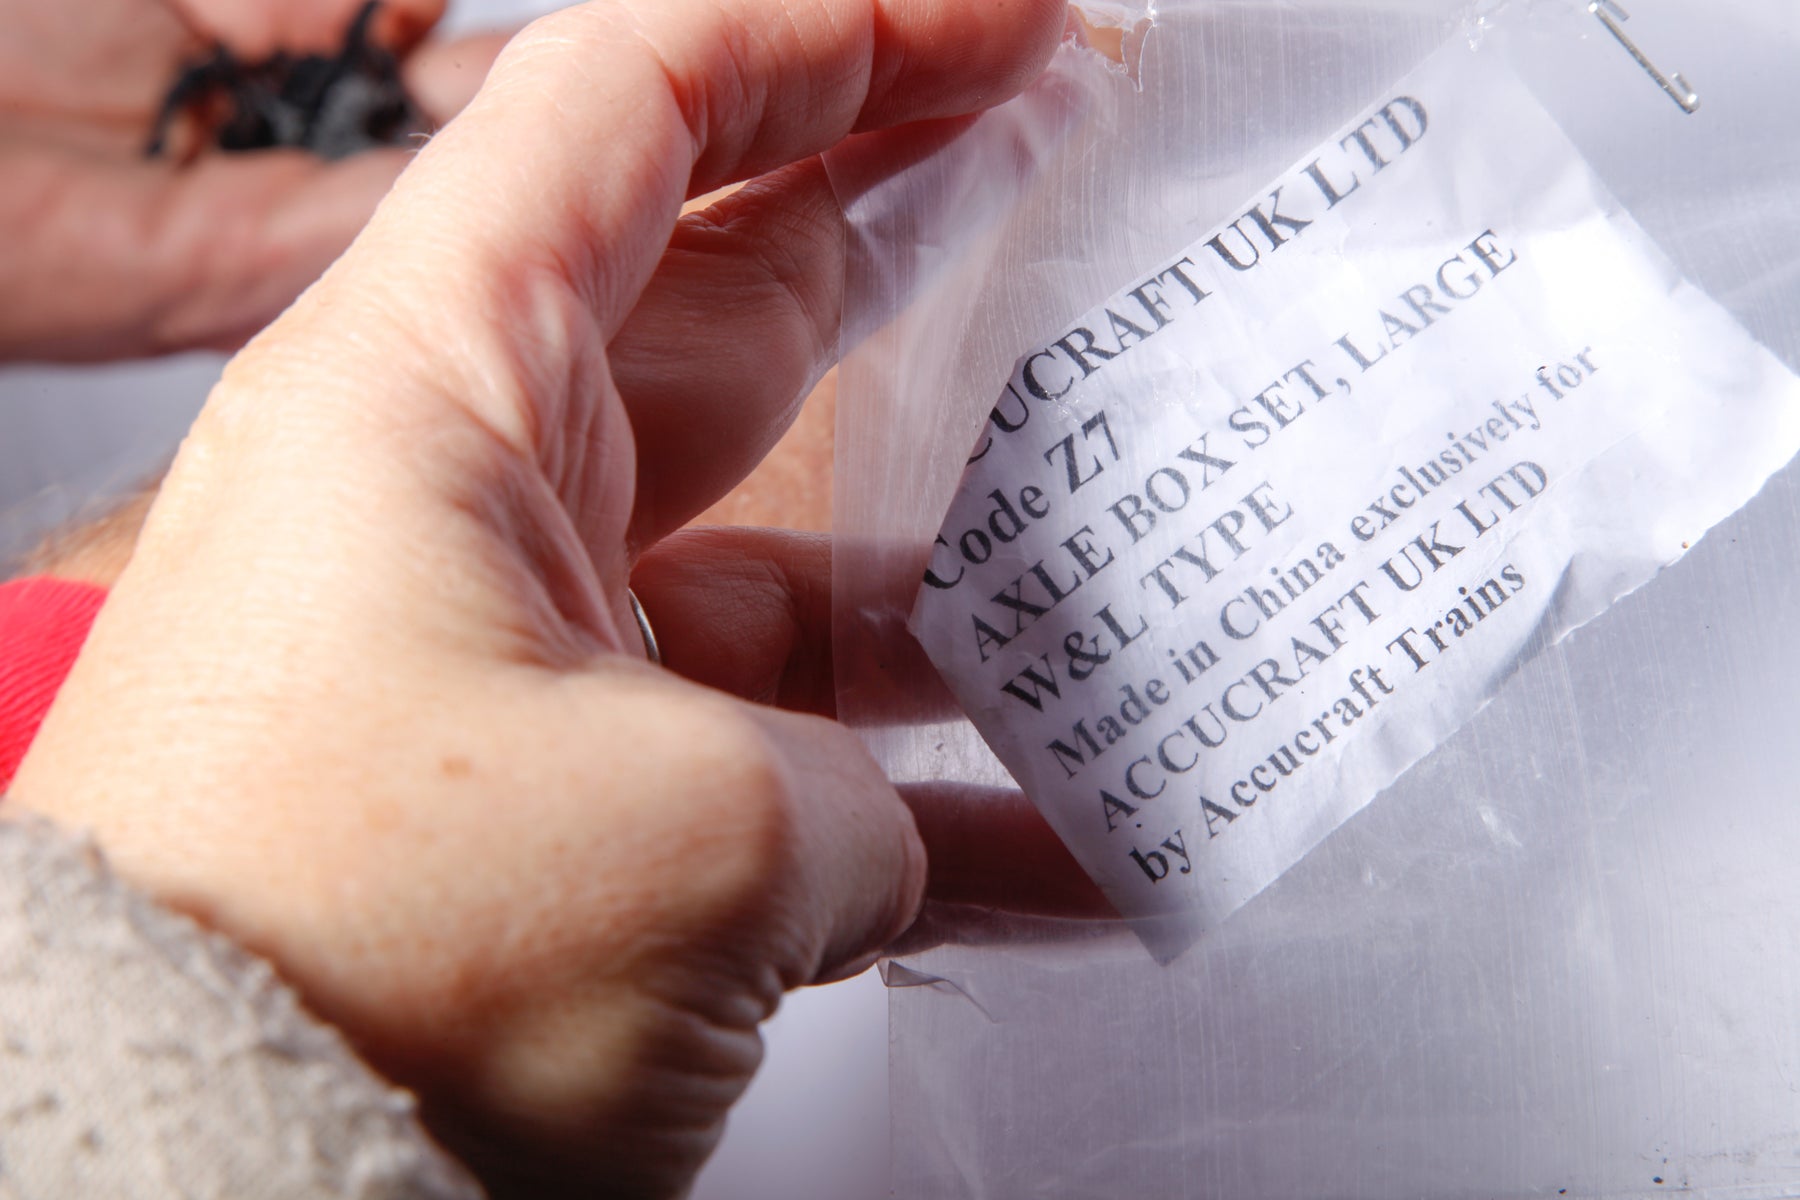 CUCRAFT UK LTD
Code Z7
AXLE BOX SET, LARGE
W&L TYPE
Made in China exclusively for
ACCUCRAFT UK LTD
by Accucraft Trains